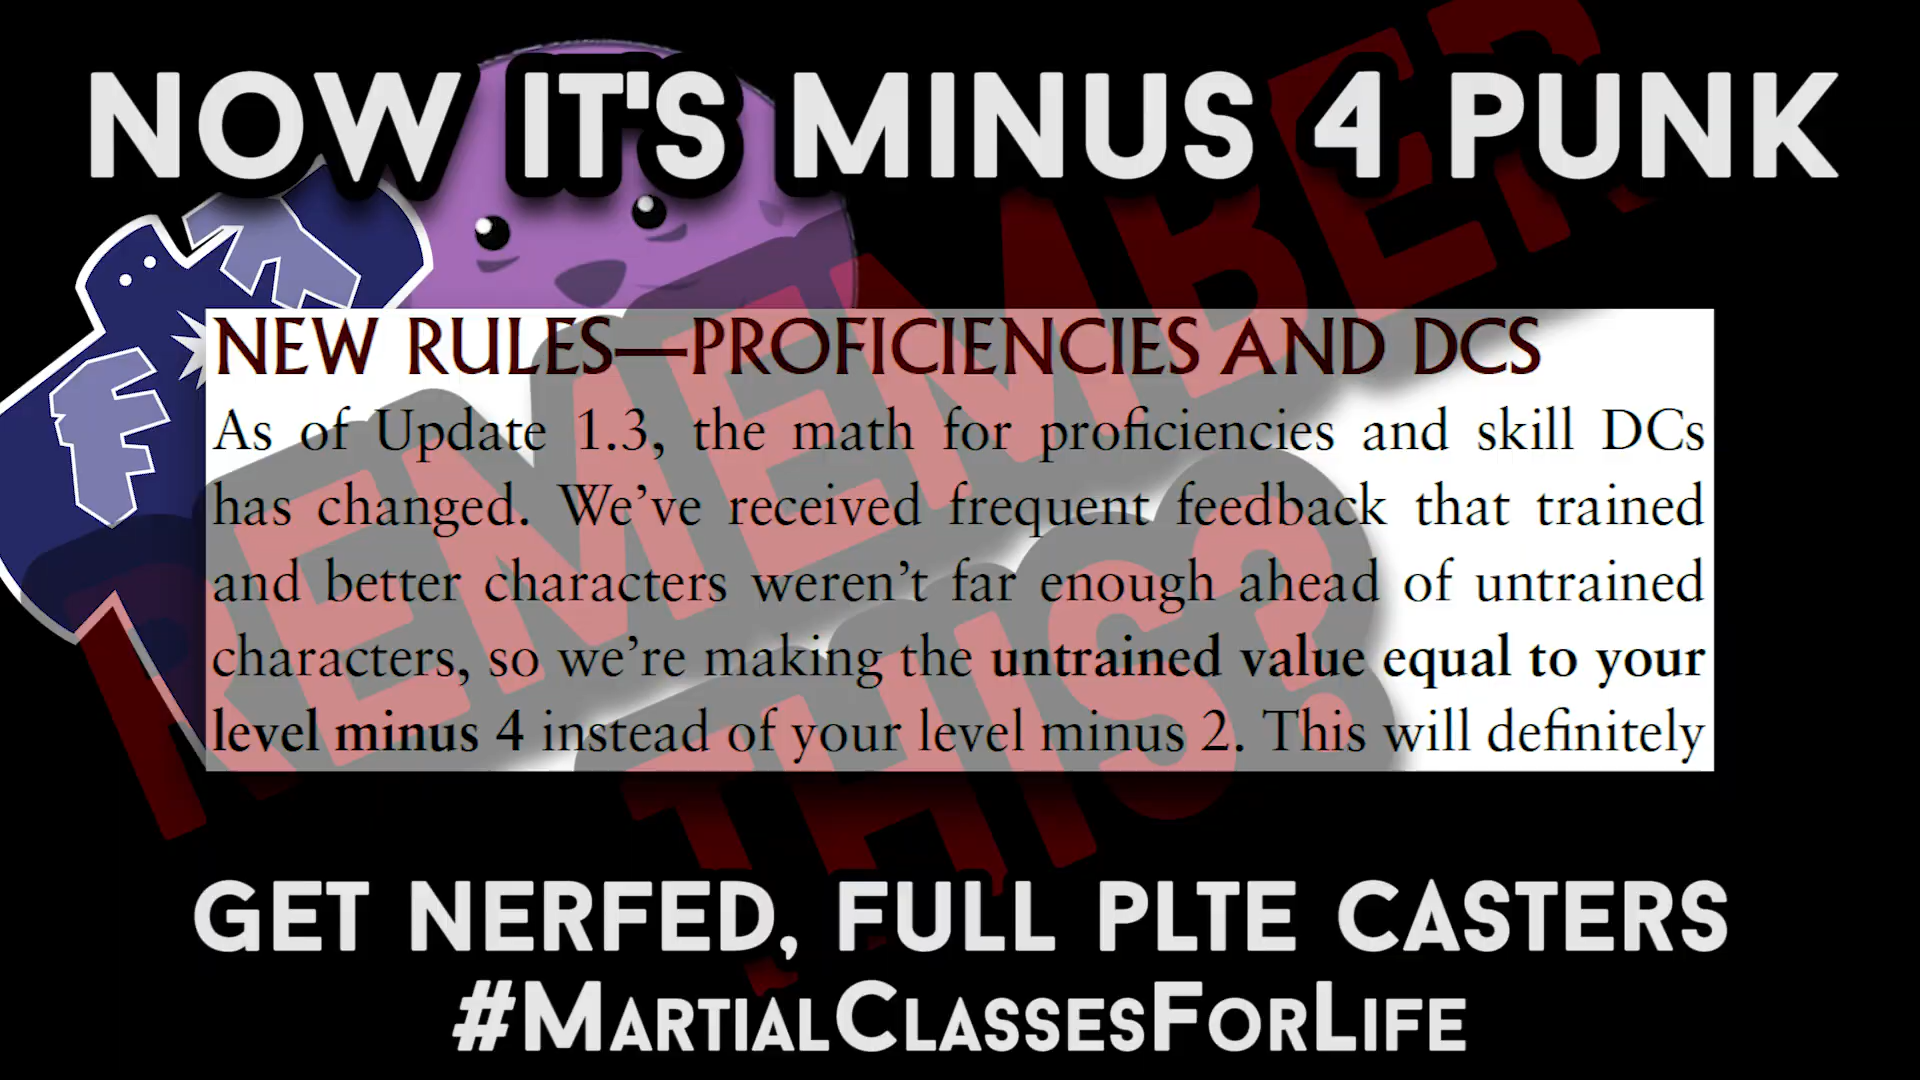 NOW IT'S MINUS 4 PUNK
REMEMBER
THIS?
F
NEW RULES—PROFICIENCIES AND DCS
As of Update 1.3, the math for proficiencies and skill DCs
has changed. We've received frequent feedback that trained
and better characters weren't far enough ahead of untrained
characters, so we're making the untrained value equal to your
level minus 4 instead of your level minus 2. This will definitely
GET NERFED, FULL PLTE CASTERS
#MARTIALCLASSESFORLIFE